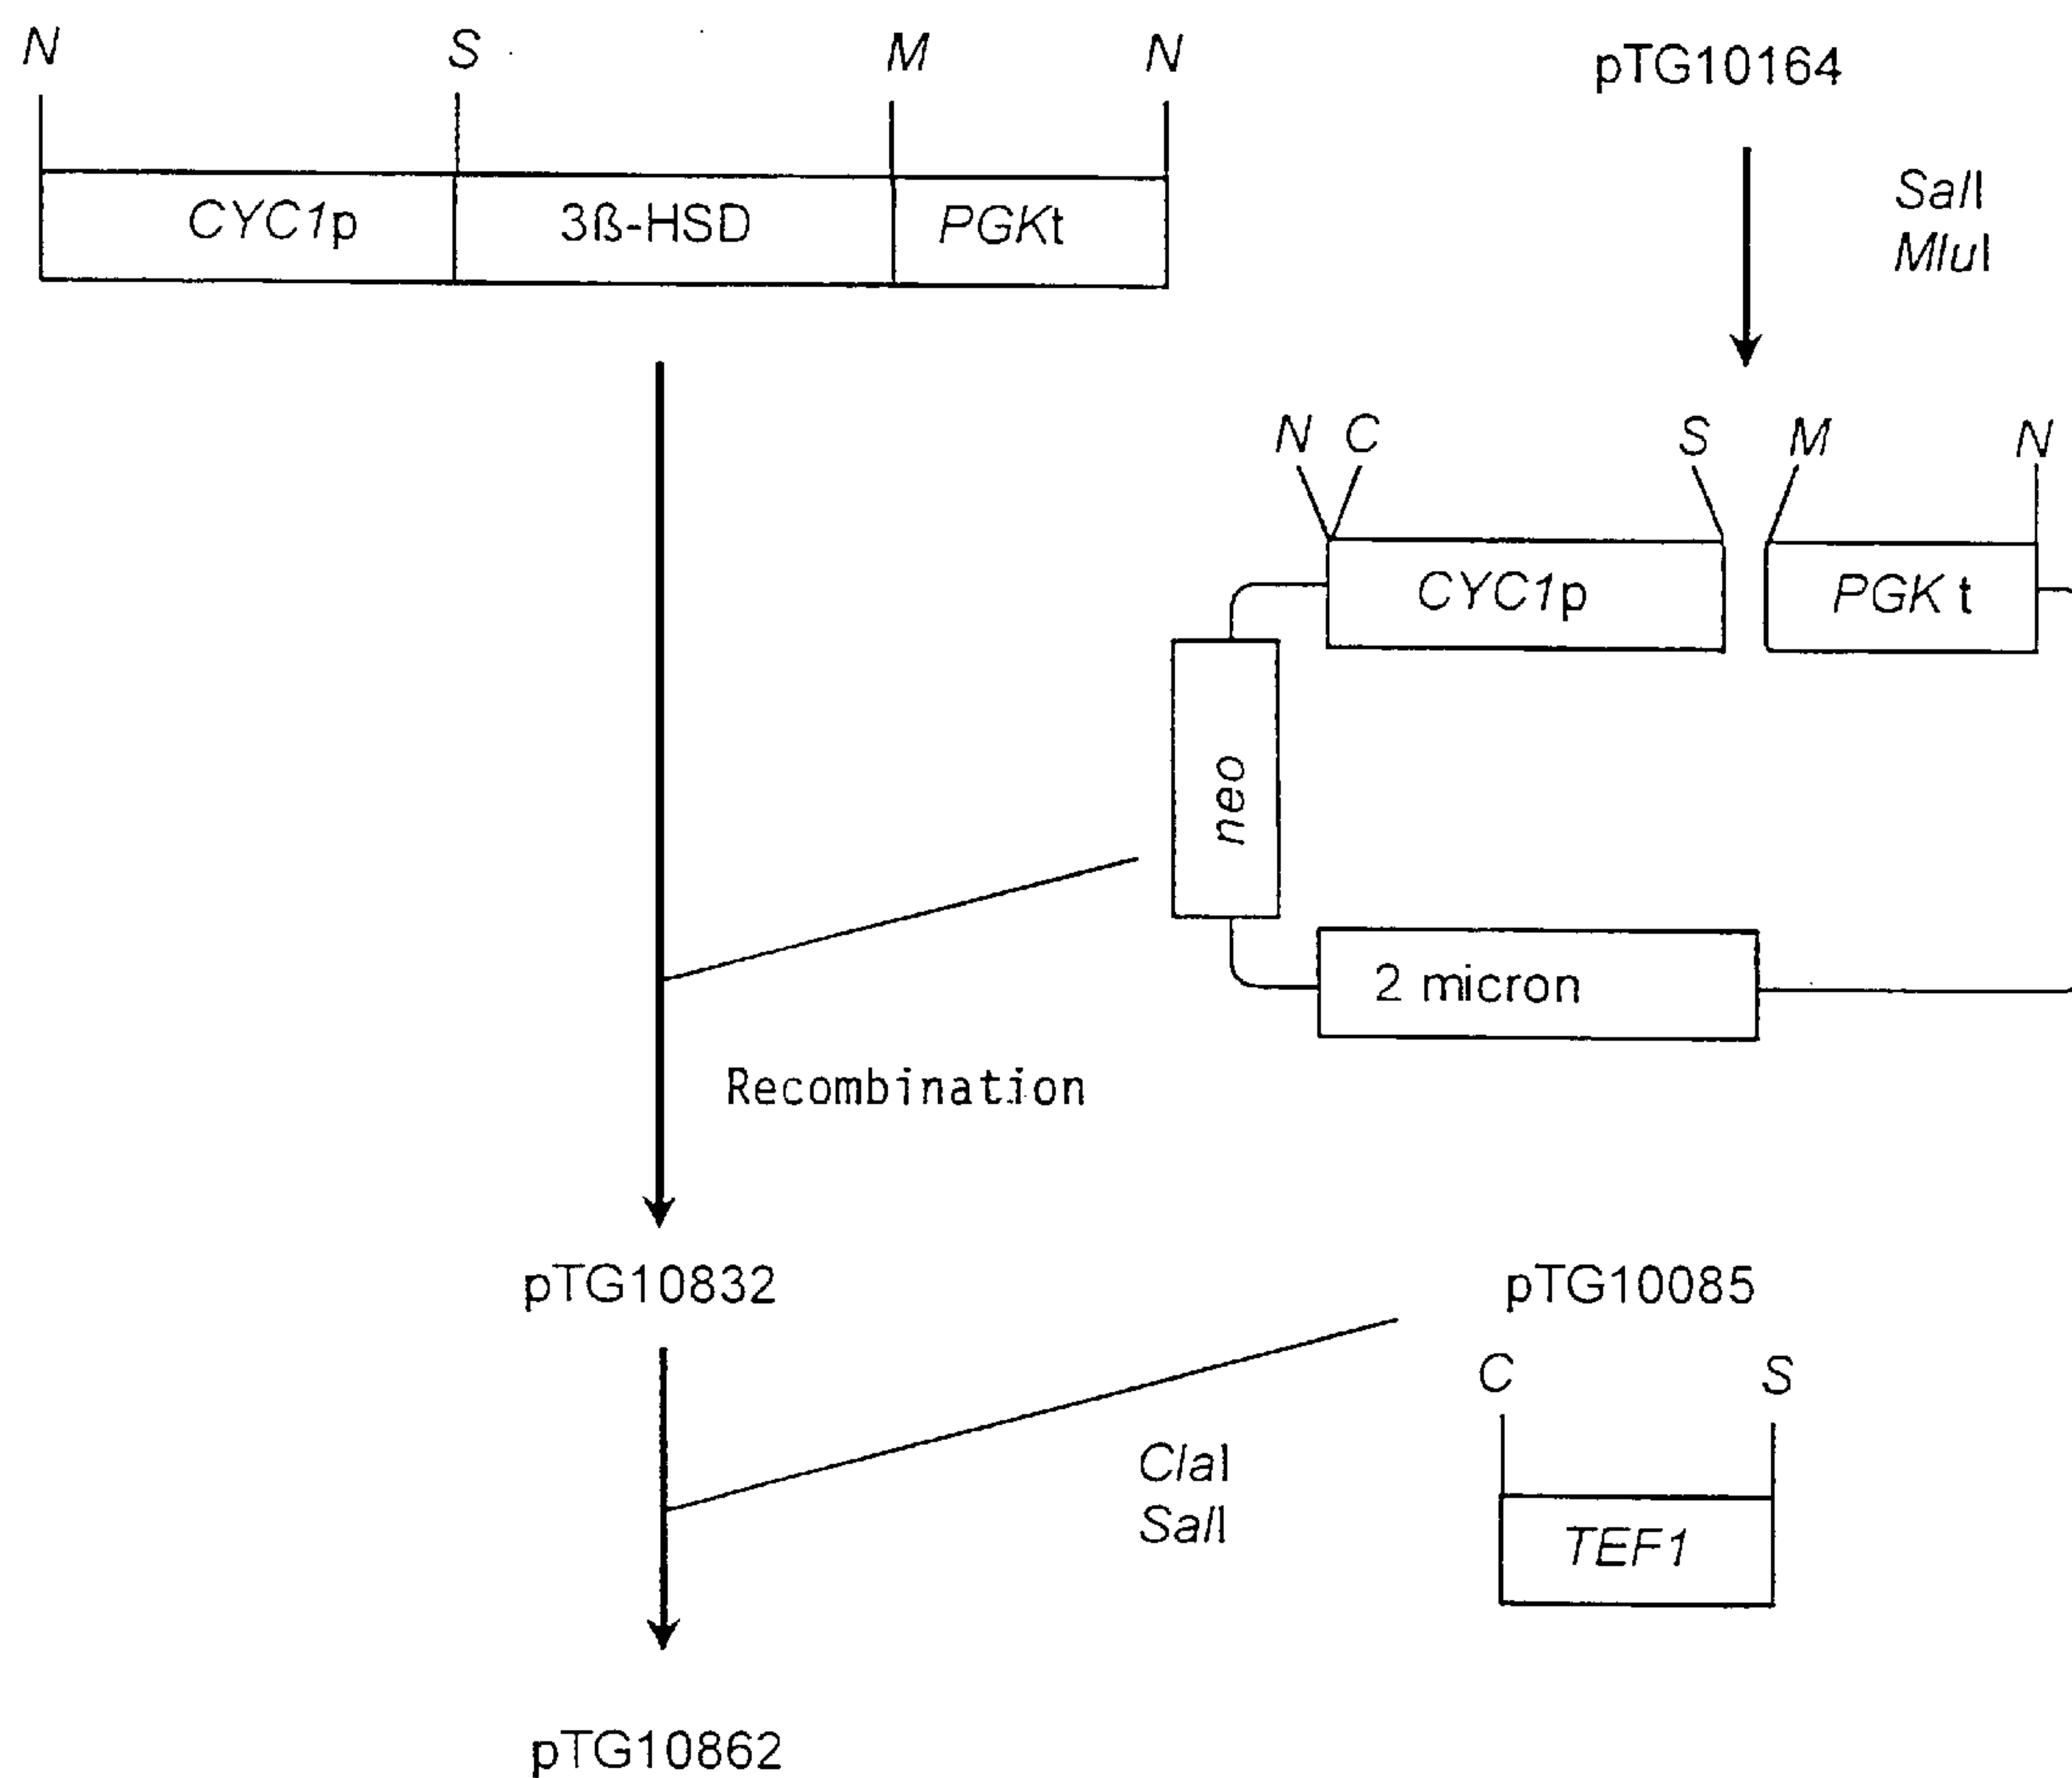 N S M N
CYC1p 3ß-HSD PGKt
pTG10164
SalI
MluI
N C S M N
CYC1p PGK t
neo
2 micron
Recombination
pTG10832
pTG10085
C S
ClaI
SalI
TEF1
pTG10862